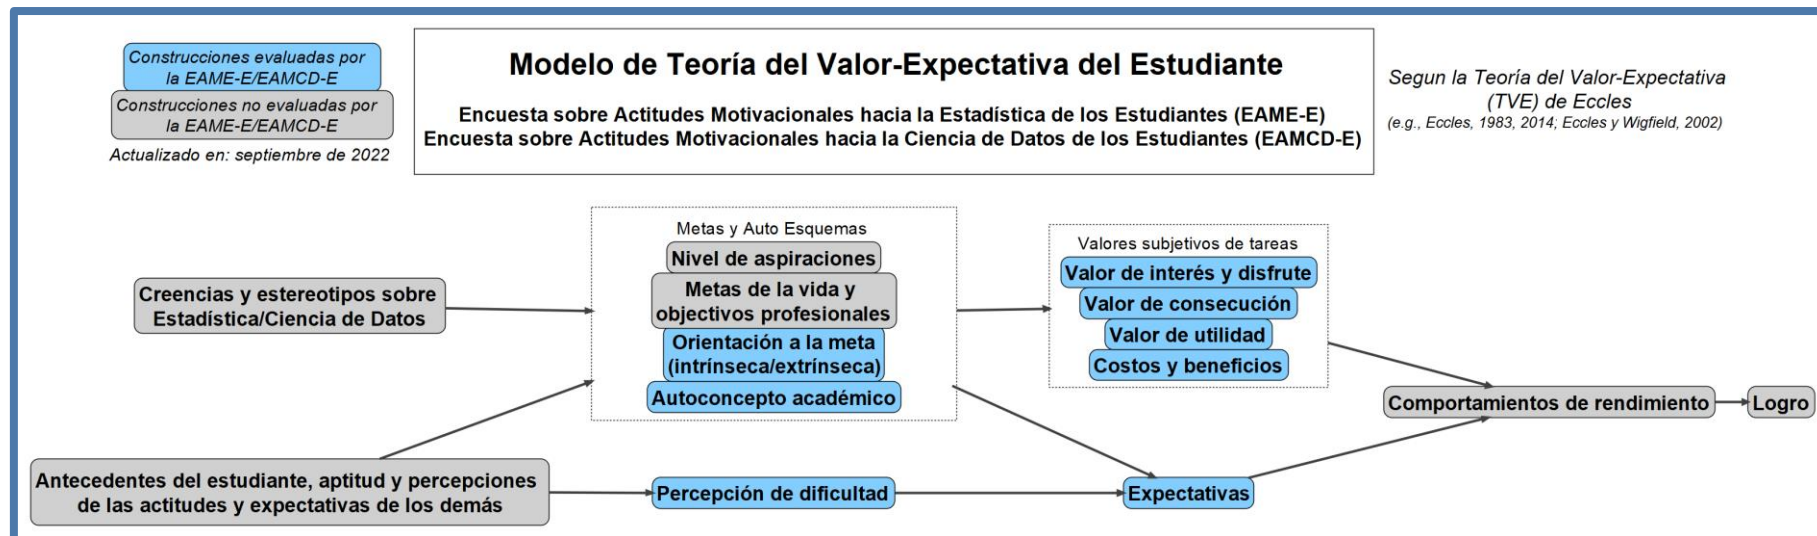 Construcciones evaluadas por
la EAME-E/EAMCD-E
Construcciones no evaluadas por
la EAME-E/EAMCD-E
Actualizado en: septiembre de 2022
Modelo de Teoría del Valor-Expectativa del Estudiante
Encuesta sobre Actitudes Motivacionales hacia la Estadística de los Estudiantes (EAME-E)
Encuesta sobre Actitudes Motivacionales hacia la Ciencia de Datos de los Estudiantes (EAMCD-E)
Segun la Teoría del Valor-Expectativa
(TVE) de Eccles
(e.g., Eccles, 1983, 2014; Eccles y Wigfield, 2002)
Creencias y estereotipos sobre
Estadística/Ciencia de Datos
Antecedentes del estudiante, aptitud y percepciones
de las actitudes y expectativas de los demás
Metas y Auto Esquemas
Nivel de aspiraciones
Metas de la vida y
objectivos profesionales
Orientación a la meta
(intrínseca/extrínseca)
Autoconcepto académico
Percepción de dificultad
Valores subjetivos de tareas
Valor de interés y disfrute
Valor de consecución
Valor de utilidad
Costos y beneficios
Expectativas
Comportamientos de rendimiento
Logro